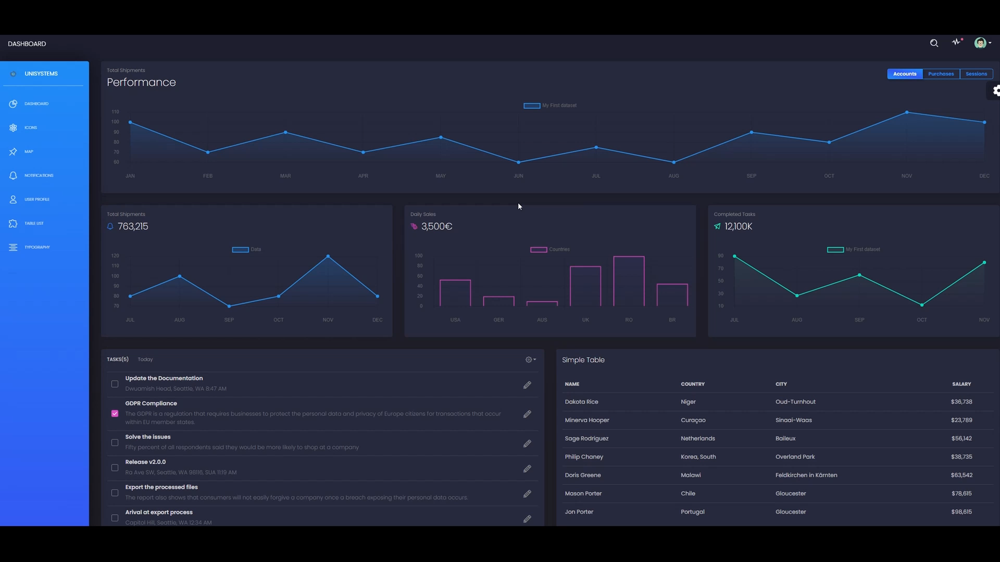 DASHBOARD
UNISYSTEMS
DASHBOARD
ICONS
MAP
NOTIFICATIONS
USER PROFILE
TABLE LIST
TYPOGRAPHY
Total Shipments
Performance
Accounts Purchases Sessions
My First dataset
110
100
90
80
70
60
JAN FEB MAR APR MAY JUN JUL AUG SEP OCT NOV DEC
Total Shipments
763,215
Data
120
110
100
90
80
70
JUL AUG SEP OCT NOV DEC
Daily Sales
3,500€
Countries
100
80
60
40
20
0
USA GER AUS UK RO BR
Completed Tasks
12,100K
My First dataset
90
70
50
30
10
JUL AUG SEP OCT NOV
TASKS(5) Today
Update the Documentation
Dwuamish Head, Seattle, WA 8:47 AM
GDPR Compliance
The GDPR is a regulation that requires businesses to protect the personal data and privacy of Europe citizens for transactions that occur
within EU member states.
Solve the issues
Fifty percent of all respondents said they would be more likely to shop at a company
Release v2.0.0
Ra Ave SW, Seattle, WA 98116, SUA 11:19 AM
Export the processed files
The report also shows that consumers will not easily forgive a company once a breach exposing their personal data occurs.
Arival at export process
Capitol Hill, Seattle, WA 12:34 AM
Simple Table
NAME COUNTRY CITY SALARY
Dakota Rice Niger Oud-Turnhout $36,738
Minerva Hooper Curaçao Sinaai-Waas $23,789
Sage Rodriguez Netherlands Baileux $56,142
Philip Chaney Korea, South Overland Park $38,735
Doris Greene Malawi Feldkirchen in Kärnten $63,542
Mason Porter Chile Gloucester $78,615
Jon Porter Portugal Gloucester $98,615